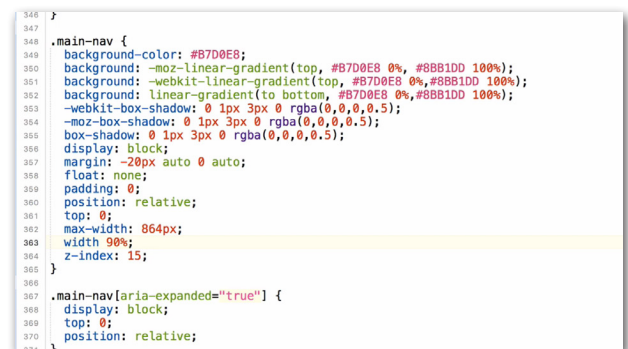 346 }
347
348 .main-nav {
349 background-color: #B7D0E8;
350 background: -moz-linear-gradient(top, #B7D0E8 0%, #8BB1DD 100%);
351 background: -webkit-linear-gradient(top, #B7D0E8 0%,#8BB1DD 100%);
352 background: linear-gradient(to bottom, #B7D0E8 0%,#8BB1DD 100%);
353 -webkit-box-shadow: 0 1px 3px 0 rgba(0,0,0,0.5);
354 -moz-box-shadow: 0 1px 3px 0 rgba(0,0,0,0.5);
355 box-shadow: 0 1px 3px 0 rgba(0,0,0,0.5);
356 display: block;
357 margin: -20px auto 0 auto;
358 float: none;
359 padding: 0;
360 position: relative;
361 top: 0;
362 max-width: 864px;
363 width 90%;
364 z-index: 15;
365 }
366
367 .main-nav[aria-expanded="true"] {
368 display: block;
369 top: 0;
370 position: relative;